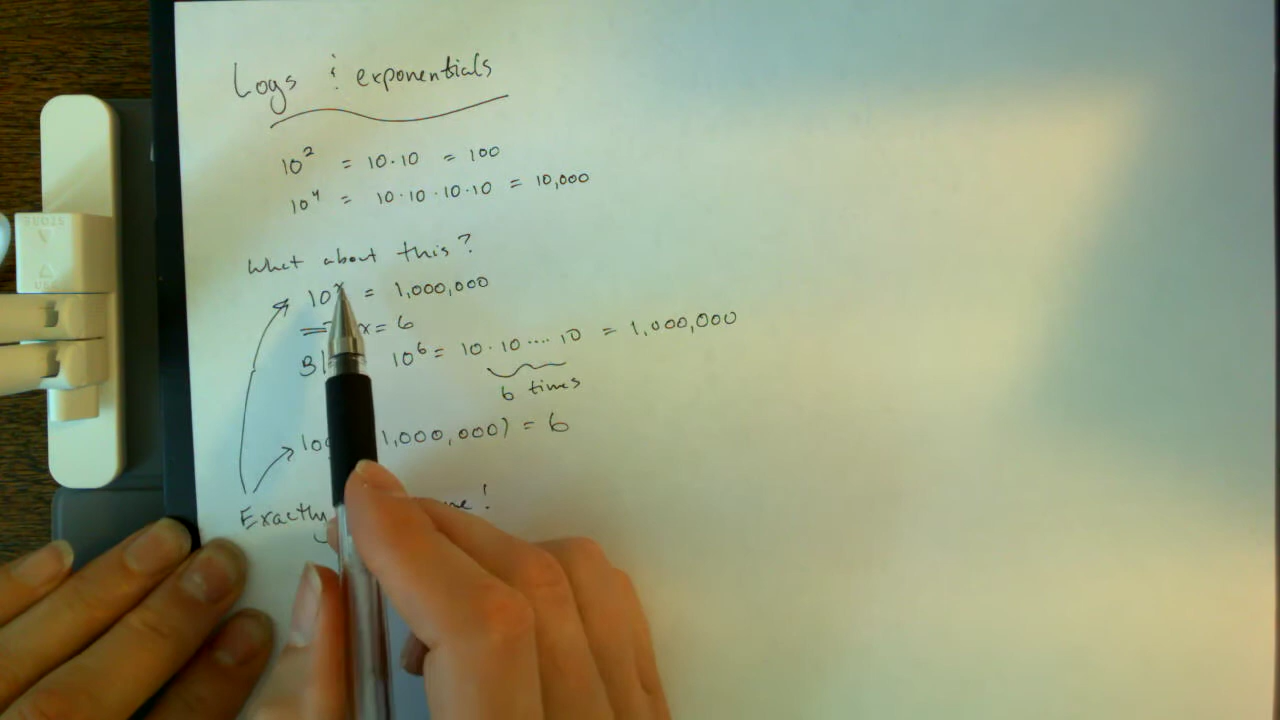 Logs & exponentials
10² = 10·10 = 100
10⁴ = 10·10·10·10 = 10,000
What about this?
10ˣ = 1,000,000
x = 6
10⁶ = 10·10····10 = 1,000,000
6 times
1,000,000) = 6
Exactly
STORE